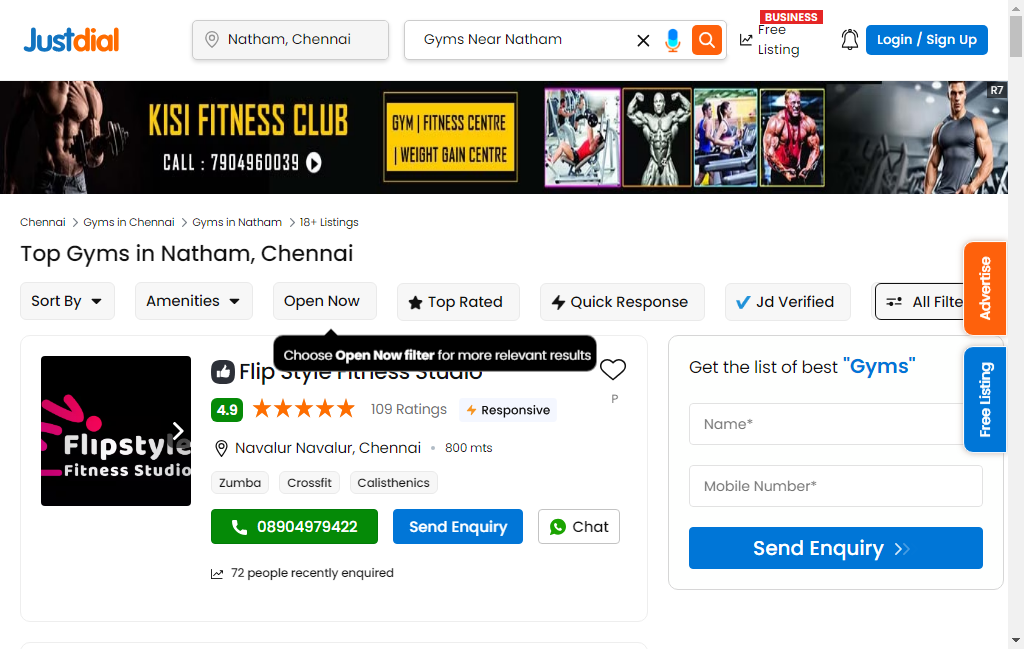 Justdial
Natham, Chennai
Gyms Near Natham
BUSINESS
Free
Listing
Login / Sign Up
KISI FITNESS CLUB
CALL : 7904960039
GYM | FITNESS CENTRE
| WEIGHT GAIN CENTRE
R7
Chennai
Gyms in Chennai
Gyms in Natham
18+ Listings
Top Gyms in Natham, Chennai
Sort By
Amenities
Open Now
Top Rated
Quick Response
Jd Verified
All Filte
Advertise
Choose Open Now filter for more relevant results
Flip Style Fitness Studio
P
4.9
109 Ratings
Responsive
Navalur Navalur, Chennai
800 mts
Zumba
Crossfit
Calisthenics
08904979422
Send Enquiry
Chat
72 people recently enquired
Flipstyle
Fitness Studio
Get the list of best "Gyms"
Name*
Mobile Number*
Send Enquiry
Free Listing